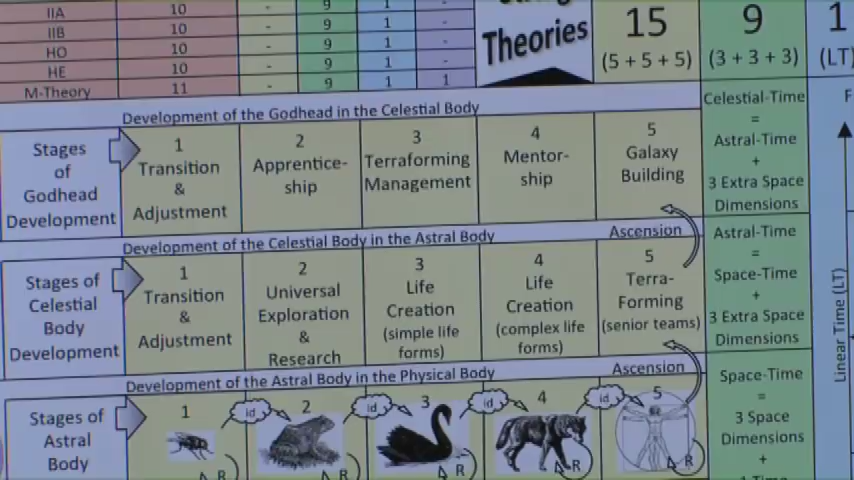 IIA 10 - 9 1 -
IIB 10 - 9 1 -
HO 10 - 9 1 -
HE 10 - 9 1 -
M-Theory 11 - 9 1 1
Theories
15
(5 + 5 + 5)
9
(3 + 3 + 3)
1
(LT)
Development of the Godhead in the Celestial Body
Stages
of
Godhead
Development
1
Transition
&
Adjustment
2
Apprentice-
ship
3
Terraforming
Management
4
Mentor-
ship
5
Galaxy
Building
Celestial-Time
=
Astral-Time
+
3 Extra Space
Dimensions
F
Development of the Celestial Body in the Astral Body
Ascension
Stages of
Celestial
Body
Development
1
Transition
&
Adjustment
2
Universal
Exploration
&
Research
3
Life
Creation
(simple life
forms)
4
Life
Creation
(complex life
forms)
5
Terra-
Forming
(senior teams)
Astral-Time
=
Space-Time
+
3 Extra Space
Dimensions
Linear Time (LT)
Development of the Astral Body in the Physical Body
Ascension
Stages of
Astral
Body
1
id
2
id
3
id
4
id
5
R
R
R
R
R
Space-Time
=
3 Space
Dimensions
+